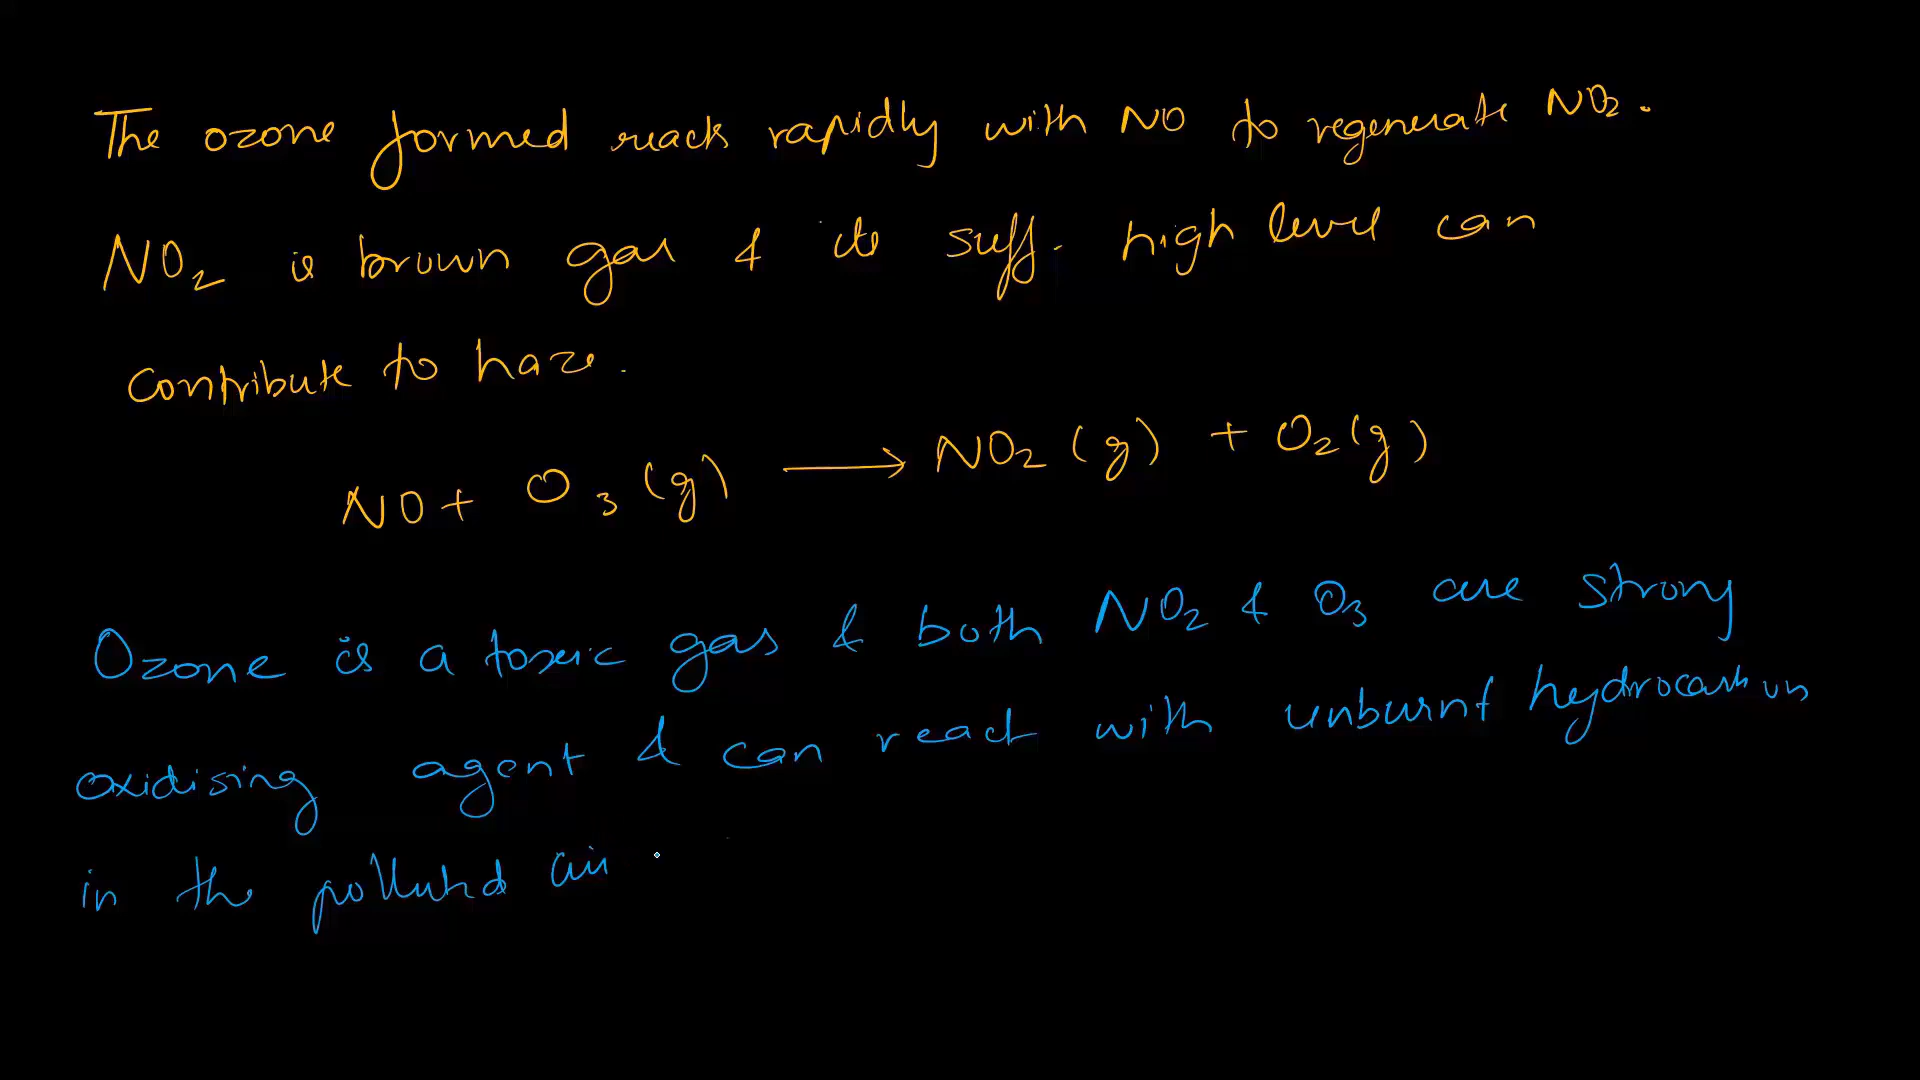 The ozone formed reacts rapidly with NO to regenerate NO₂.
NO₂ is brown gas & its suff. high level can
contribute to haze.
NO + O₃(g) ⟶ NO₂(g) + O₂(g)
Ozone is a toxic gas & both NO₂ & O₃ are strong
oxidising agent & can react with unburnt hydrocarbons
in the polluted air